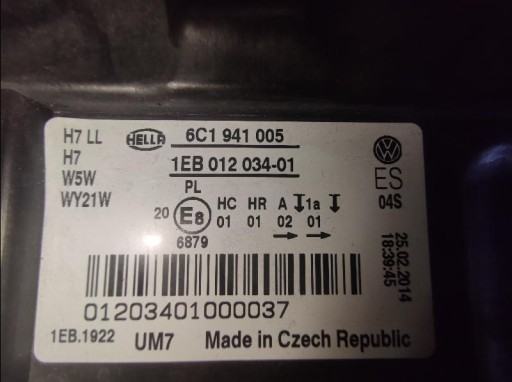 H7 LL
HELLA
6C1 941 005
H7
1EB 012 034-01
W5W
PL
ES
WY21W
HC HR A 1a
04S
20 E8 01 01 02 01
6879
25.02.2014
18:39:45
01203401000037
1EB.1922 UM7 Made in Czech Republic